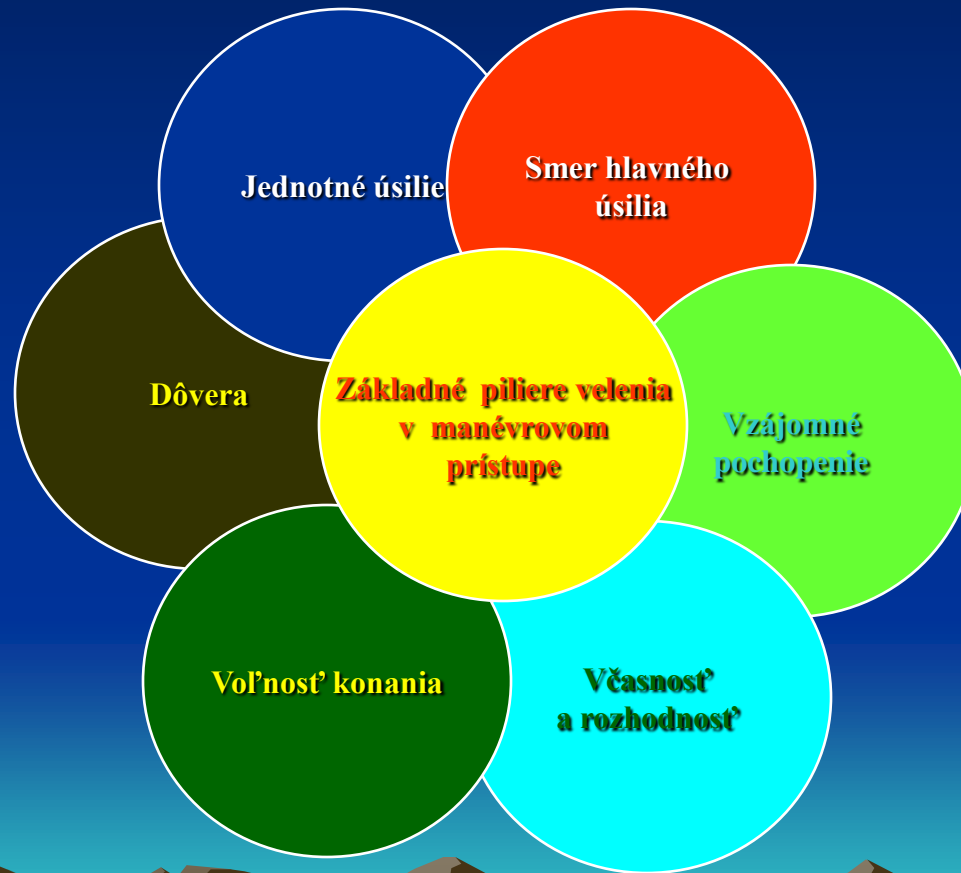 Jednotné úsilie
Smer hlavného
úsilia
Dôvera
Základné piliere velenia
v manévrovom
prístupe
Vzájomné
pochopenie
Voľnosť konania
Včasnosť
a rozhodnosť